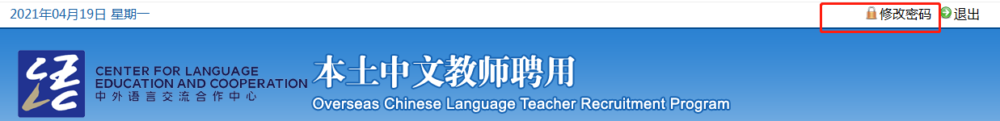 2021年04月19日 星期一
修改密码 退出
CENTER FOR LANGUAGE
EDUCATION AND COOPERATION
中外语言交流合作中心
本土中文教师聘用
Overseas Chinese Language Teacher Recruitment Program